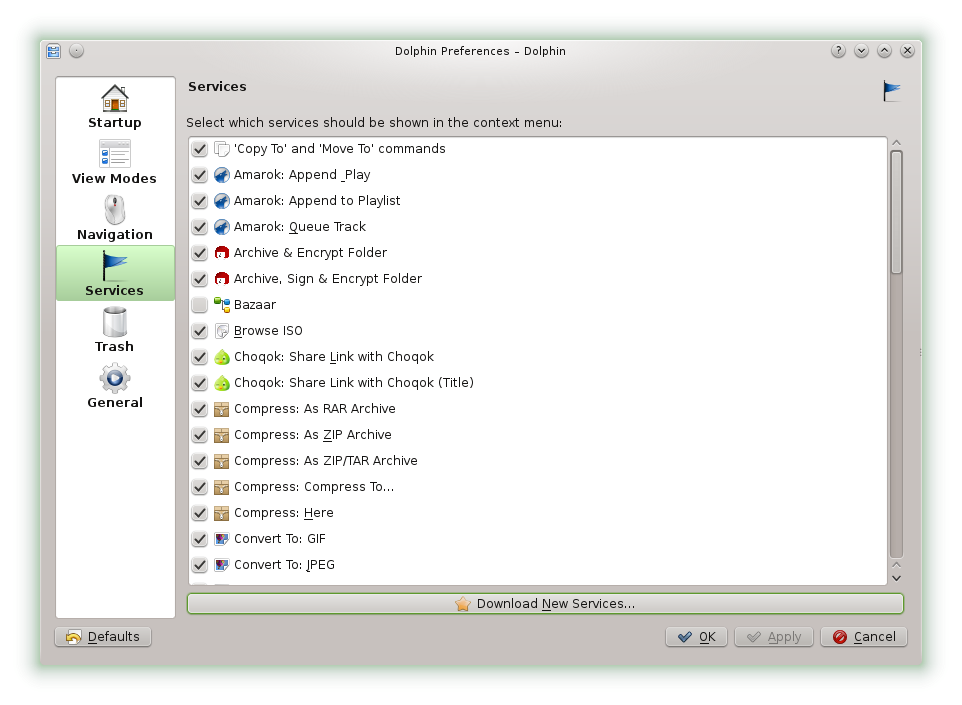 Dolphin Preferences – Dolphin
?
Startup
View Modes
Navigation
Services
Trash
General
Services
Select which services should be shown in the context menu:
'Copy To' and 'Move To' commands
Amarok: Append _Play
Amarok: Append to Playlist
Amarok: Queue Track
Archive & Encrypt Folder
Archive, Sign & Encrypt Folder
Bazaar
Browse ISO
Choqok: Share Link with Choqok
Choqok: Share Link with Choqok (Title)
Compress: As RAR Archive
Compress: As ZIP Archive
Compress: As ZIP/TAR Archive
Compress: Compress To...
Compress: Here
Convert To: GIF
Convert To: JPEG
Download New Services...
Defaults
OK
Apply
Cancel